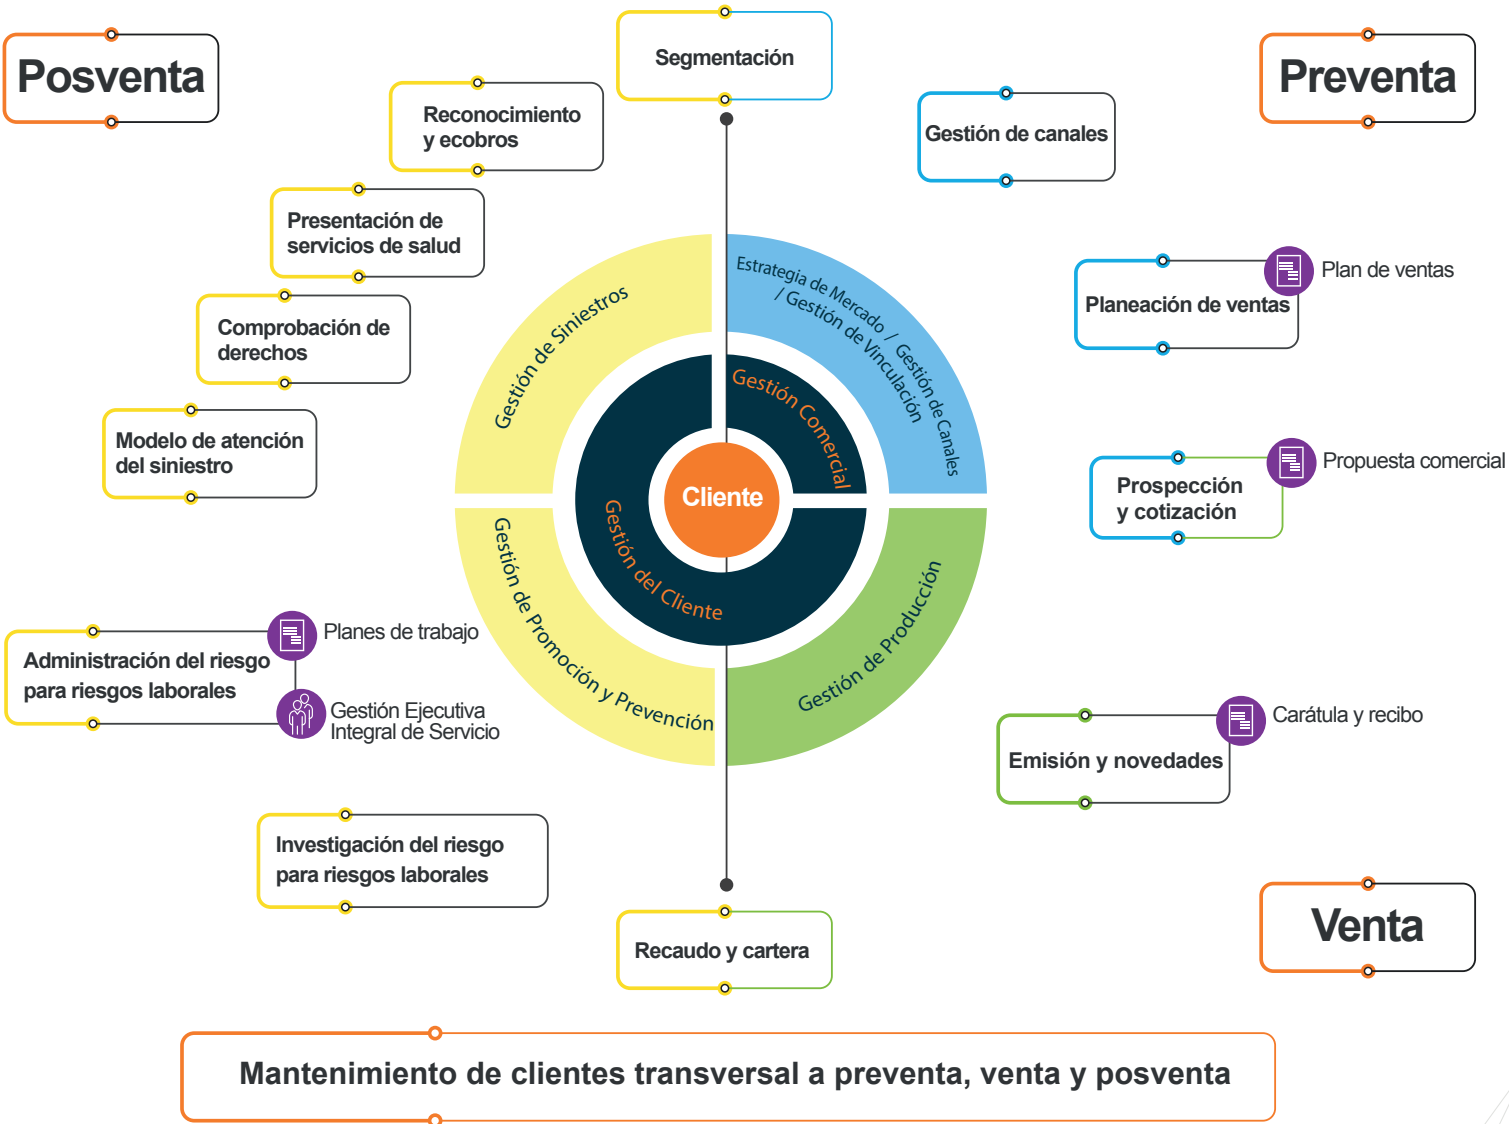 Posventa
Segmentación
Preventa
Reconocimiento
y ecobros
Gestión de canales
Presentación de
servicios de salud
Plan de ventas
Planeación de ventas
Comprobación de
derechos
Modelo de atención
del siniestro
Propuesta comercial
Prospección
y cotización
Gestión de Siniestros
Estrategia de Mercado / Gestión de Canales
/ Gestión de Vinculación
Gestión Comercial
Cliente
Gestión del Cliente
Gestión de Promoción y Prevención
Gestión de Producción
Planes de trabajo
Administración del riesgo
para riesgos laborales
Gestión Ejecutiva
Integral de Servicio
Carátula y recibo
Emisión y novedades
Investigación del riesgo
para riesgos laborales
Venta
Recaudo y cartera
Mantenimiento de clientes transversal a preventa, venta y posventa